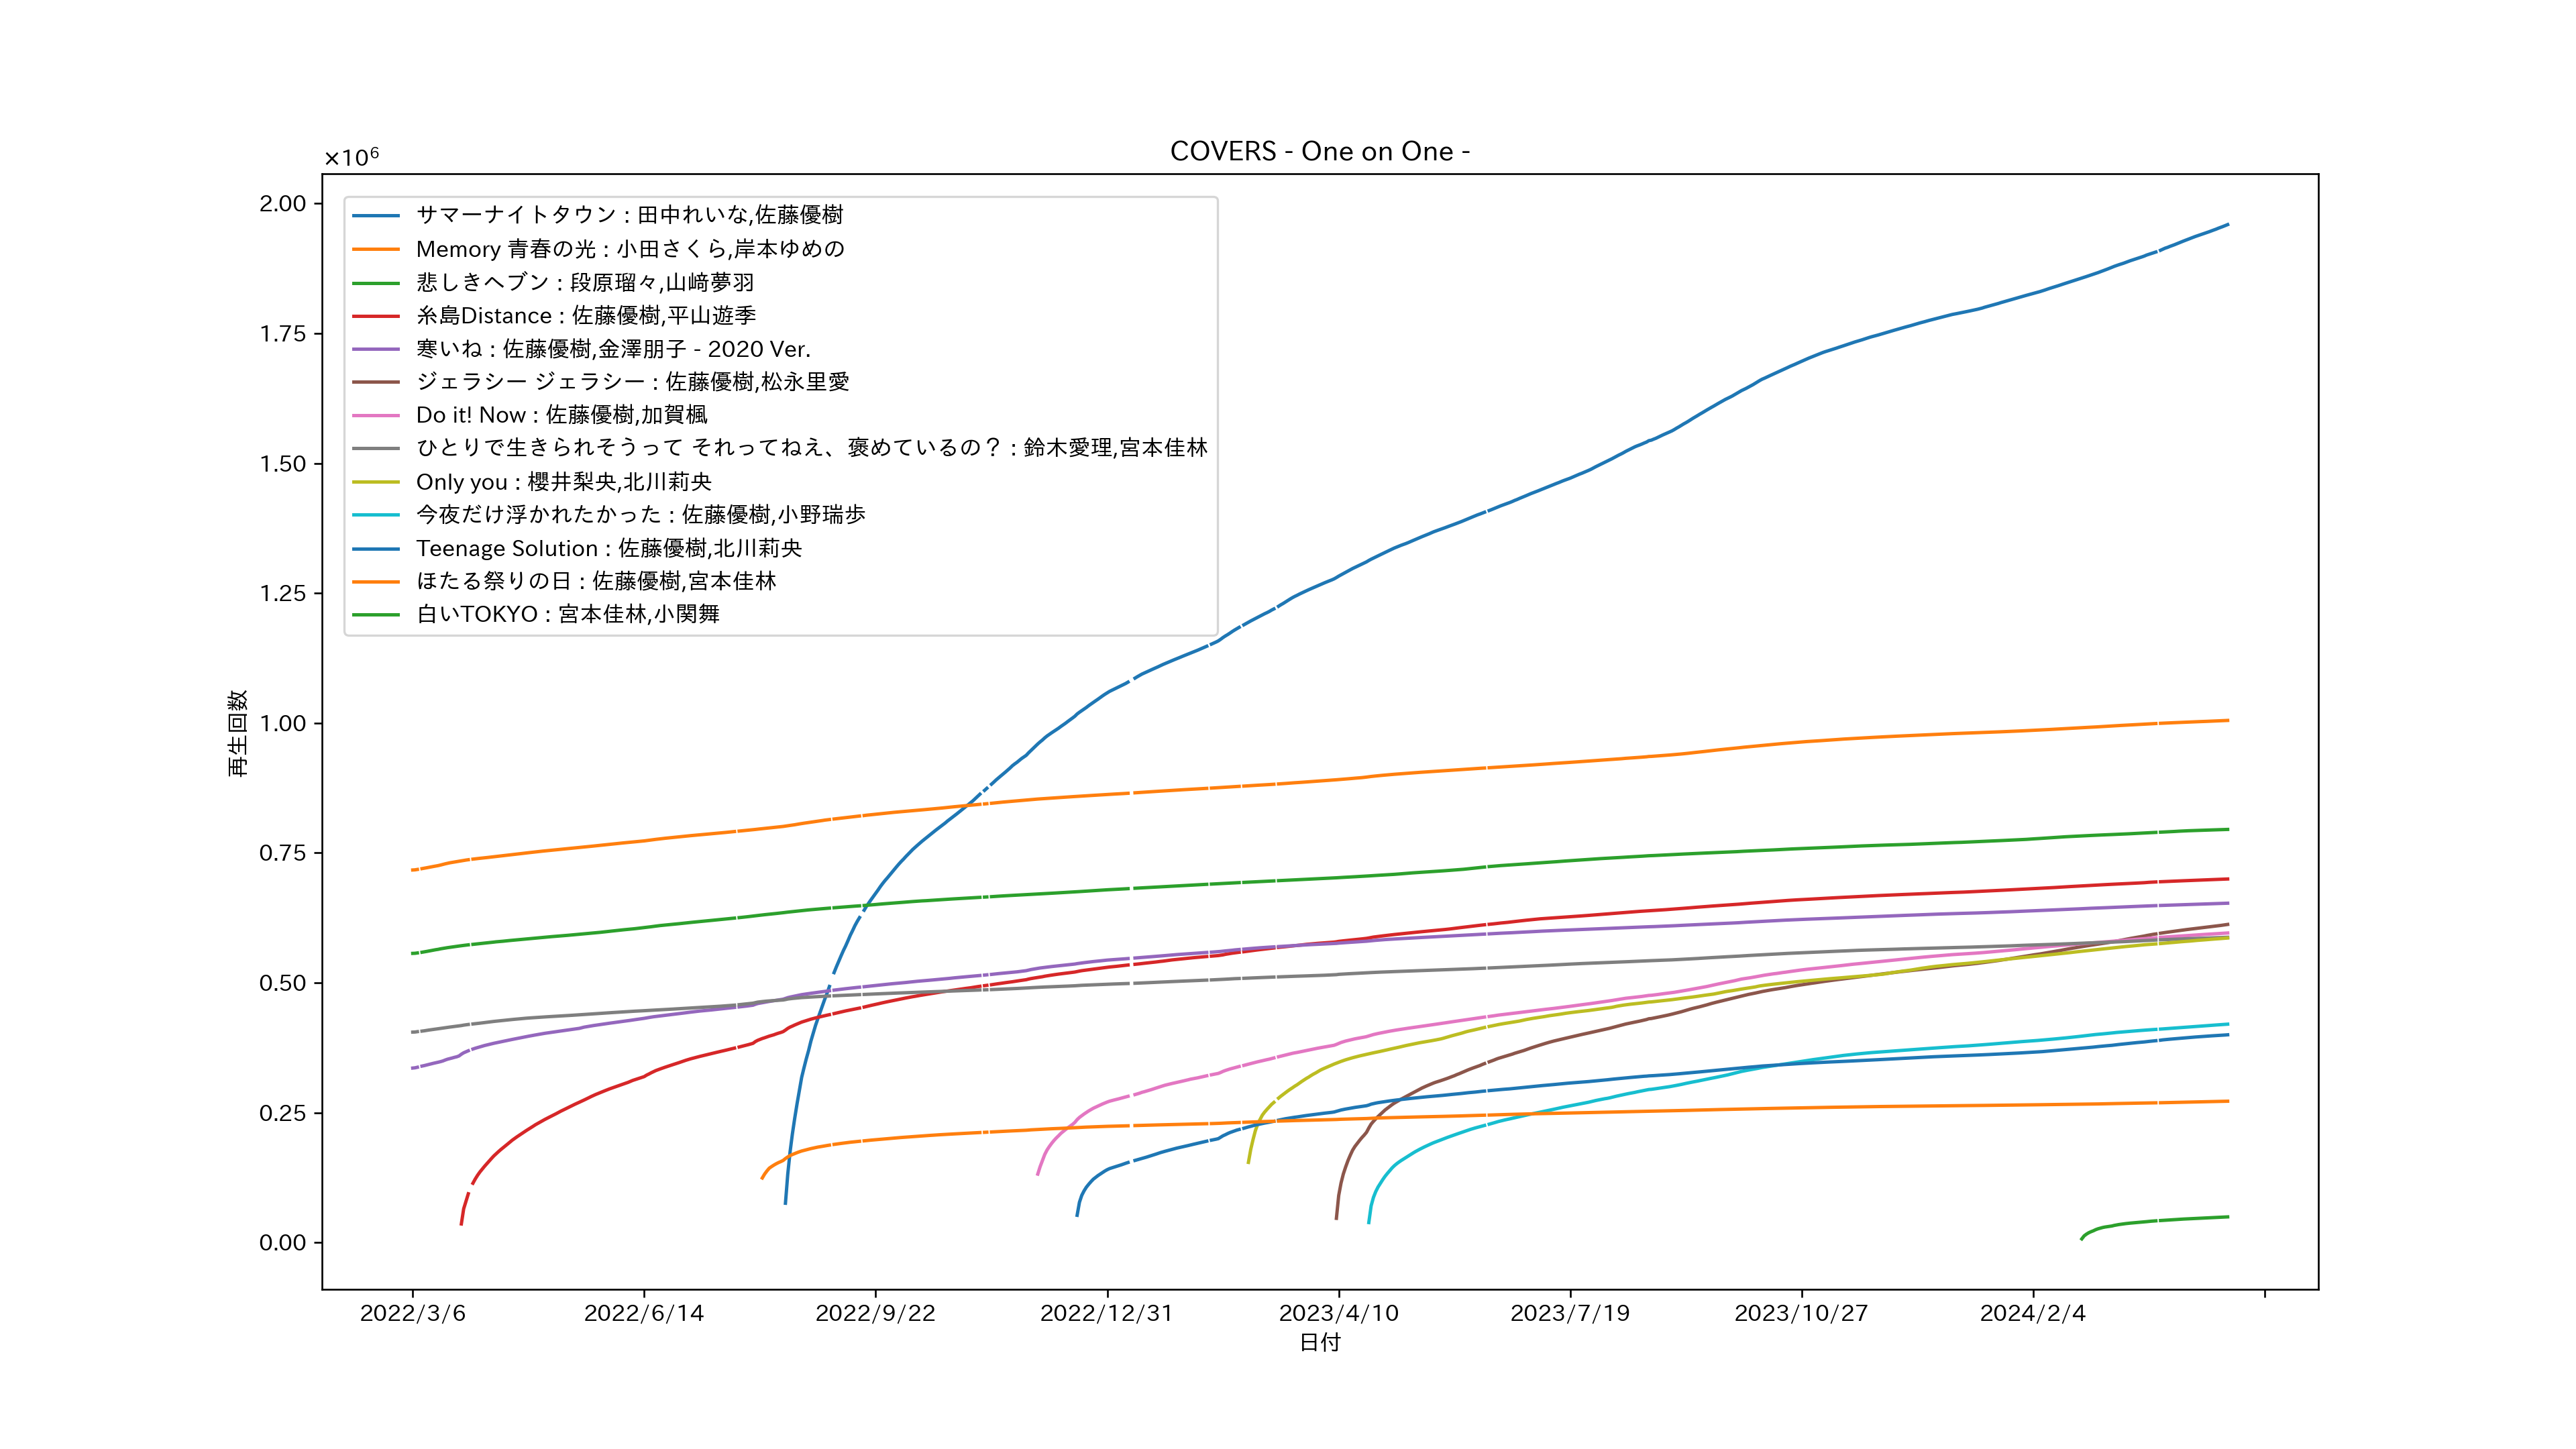 COVERS - One on One -
×10⁶
2.00
1.75
1.50
1.25
1.00
0.75
0.50
0.25
0.00
再生回数
サマーナイトタウン : 田中れいな,佐藤優樹
Memory 青春の光 : 小田さくら,岸本ゆめの
悲しきヘブン : 段原瑠々,山﨑夢羽
糸島Distance : 佐藤優樹,平山遊季
寒いね : 佐藤優樹,金澤朋子 - 2020 Ver.
ジェラシー ジェラシー : 佐藤優樹,松永里愛
Do it! Now : 佐藤優樹,加賀楓
ひとりで生きられそうって それってねえ、褒めているの？ : 鈴木愛理,宮本佳林
Only you : 櫻井梨央,北川莉央
今夜だけ浮かれたかった : 佐藤優樹,小野瑞歩
Teenage Solution : 佐藤優樹,北川莉央
ほたる祭りの日 : 佐藤優樹,宮本佳林
白いTOKYO : 宮本佳林,小関舞
2022/3/6
2022/6/14
2022/9/22
2022/12/31
2023/4/10
2023/7/19
2023/10/27
2024/2/4
日付